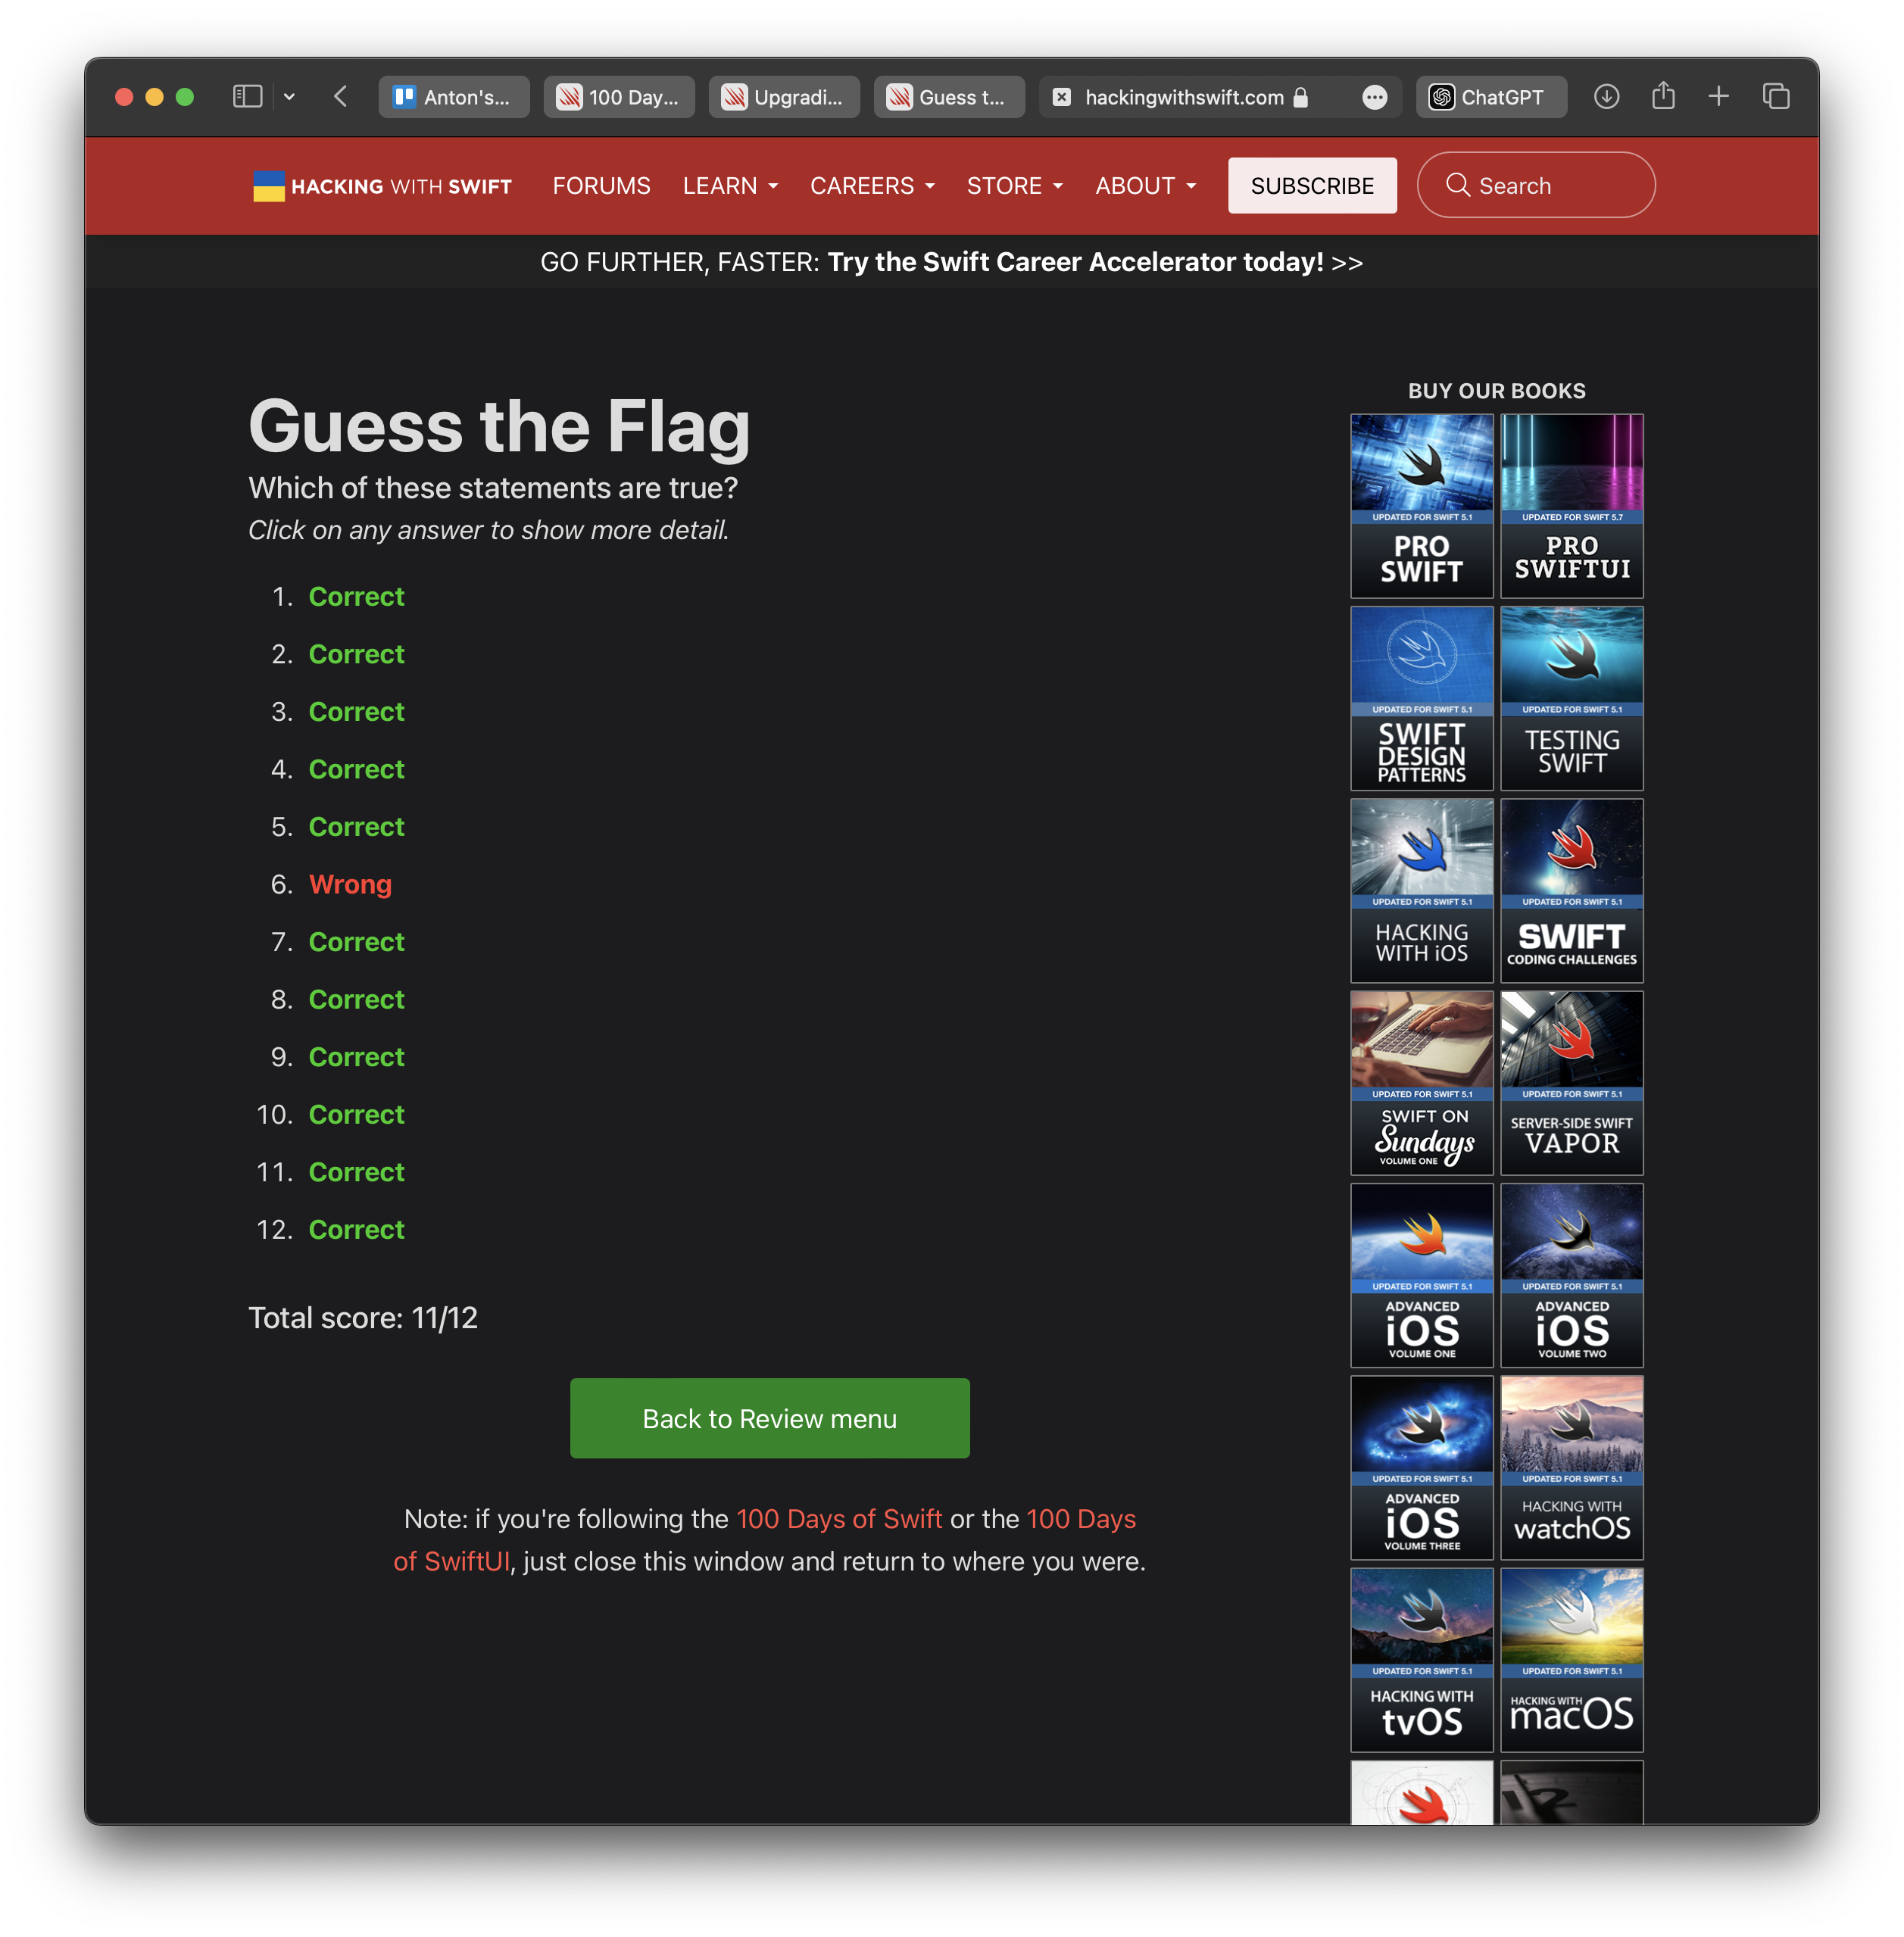 Anton's...
100 Day...
Upgradi...
Guess t...
hackingwithswift.com
ChatGPT
HACKING WITH SWIFT
FORUMS
LEARN
CAREERS
STORE
ABOUT
SUBSCRIBE
Search
GO FURTHER, FASTER: Try the Swift Career Accelerator today! >>
Guess the Flag
Which of these statements are true?
Click on any answer to show more detail.
1. Correct
2. Correct
3. Correct
4. Correct
5. Correct
6. Wrong
7. Correct
8. Correct
9. Correct
10. Correct
11. Correct
12. Correct
Total score: 11/12
Back to Review menu
Note: if you're following the 100 Days of Swift or the 100 Days
of SwiftUI, just close this window and return to where you were.
BUY OUR BOOKS
UPDATED FOR SWIFT 5.1
PRO
SWIFT
UPDATED FOR SWIFT 5.7
PRO
SWIFTUI
UPDATED FOR SWIFT 5.1
SWIFT
DESIGN
PATTERNS
UPDATED FOR SWIFT 5.1
TESTING
SWIFT
UPDATED FOR SWIFT 5.1
HACKING
WITH iOS
UPDATED FOR SWIFT 5.1
SWIFT
CODING CHALLENGES
UPDATED FOR SWIFT 5.1
SWIFT ON
Sundays
VOLUME ONE
UPDATED FOR SWIFT 5.1
SERVER-SIDE SWIFT
VAPOR
UPDATED FOR SWIFT 5.1
ADVANCED
iOS
VOLUME ONE
UPDATED FOR SWIFT 5.1
ADVANCED
iOS
VOLUME TWO
UPDATED FOR SWIFT 5.1
ADVANCED
iOS
VOLUME THREE
UPDATED FOR SWIFT 5.1
HACKING WITH
watchOS
UPDATED FOR SWIFT 5.1
HACKING WITH
tvOS
UPDATED FOR SWIFT 5.1
HACKING WITH
macOS
12